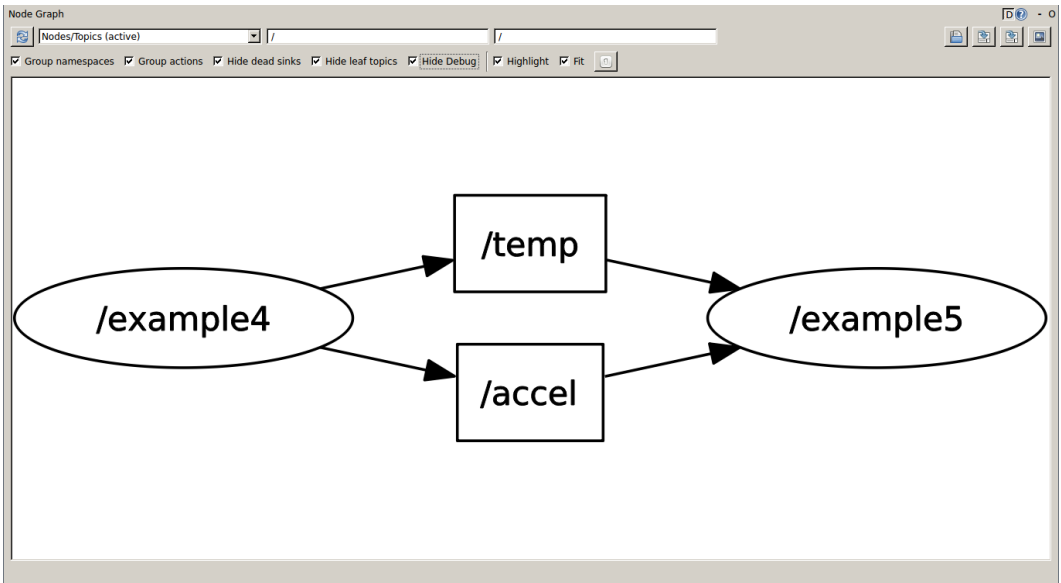 Node Graph D - O
Nodes/Topics (active) / /
Group namespaces Group actions Hide dead sinks Hide leaf topics Hide Debug Highlight Fit
/temp
/example4 /example5
/accel